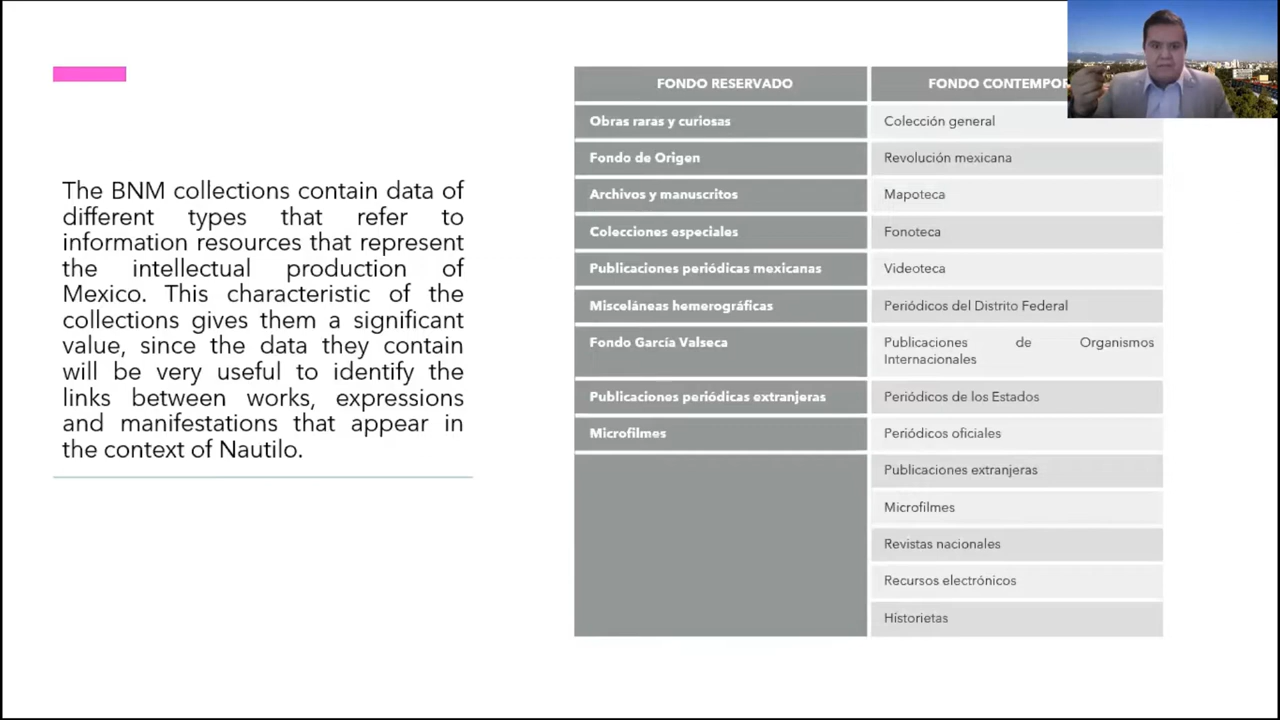 The BNM collections contain data of
different types that refer to
information resources that represent
the intellectual production of
Mexico. This characteristic of the
collections gives them a significant
value, since the data they contain
will be very useful to identify the
links between works, expressions
and manifestations that appear in
the context of Nautilo.
FONDO RESERVADO FONDO CONTEMPOR
Obras raras y curiosas Colección general
Fondo de Origen Revolución mexicana
Archivos y manuscritos Mapoteca
Colecciones especiales Fonoteca
Publicaciones periódicas mexicanas Videoteca
Misceláneas hemerográficas Periódicos del Distrito Federal
Fondo García Valseca Publicaciones de Organismos
Internacionales
Publicaciones periódicas extranjeras Periódicos de los Estados
Microfilmes Periódicos oficiales
Publicaciones extranjeras
Microfilmes
Revistas nacionales
Recursos electrónicos
Historietas